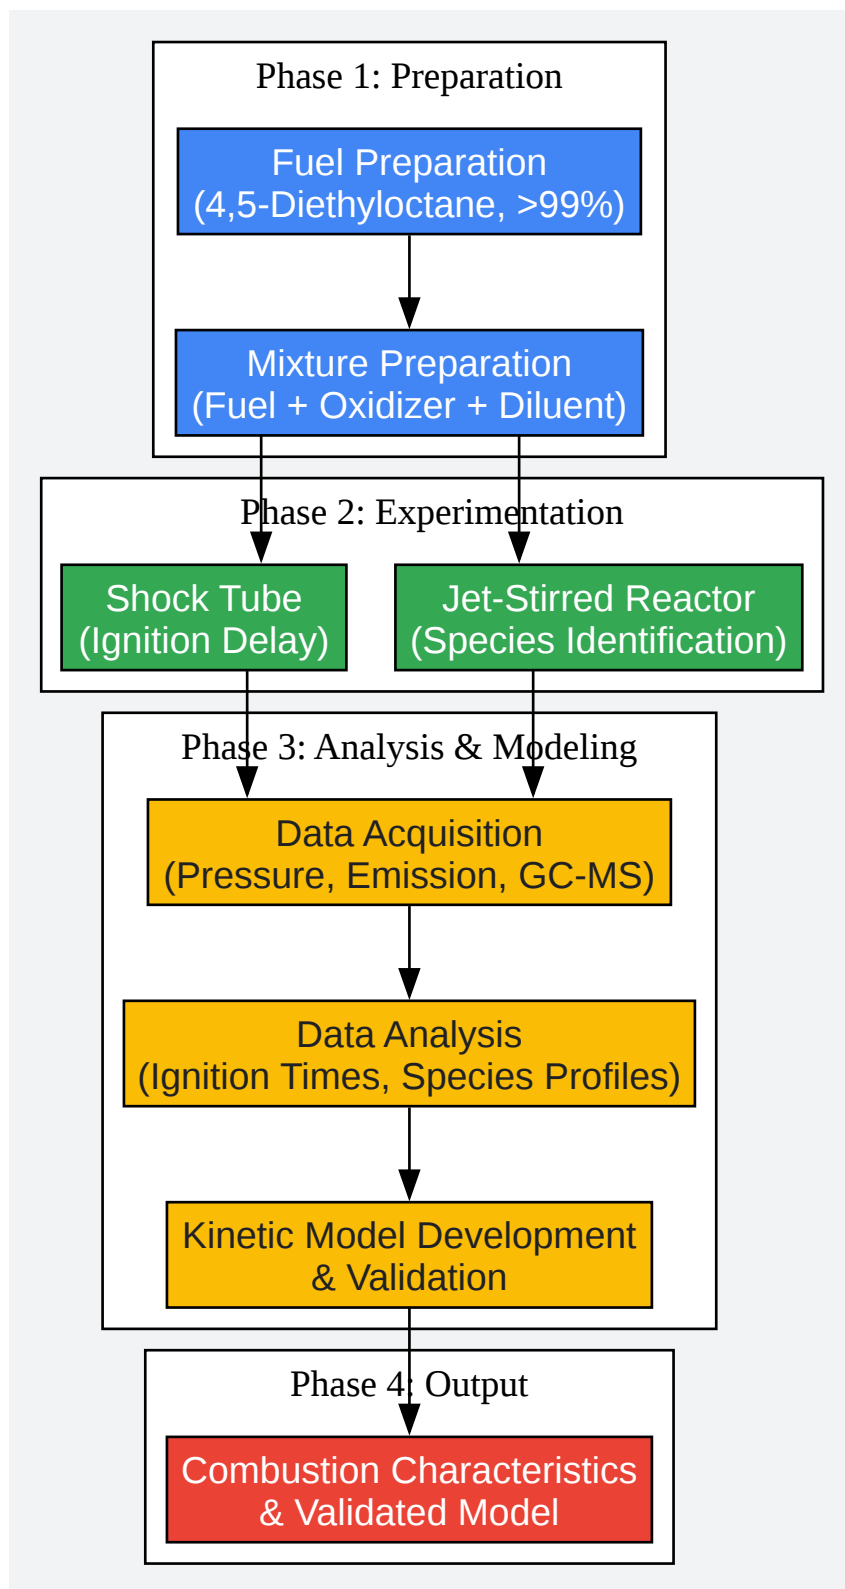 Phase 1: Preparation
Fuel Preparation
(4,5-Diethyloctane, >99%)
Mixture Preparation
(Fuel + Oxidizer + Diluent)
Phase 2: Experimentation
Shock Tube
(Ignition Delay)
Jet-Stirred Reactor
(Species Identification)
Phase 3: Analysis & Modeling
Data Acquisition
(Pressure, Emission, GC-MS)
Data Analysis
(Ignition Times, Species Profiles)
Kinetic Model Development
& Validation
Phase 4: Output
Combustion Characteristics
& Validated Model